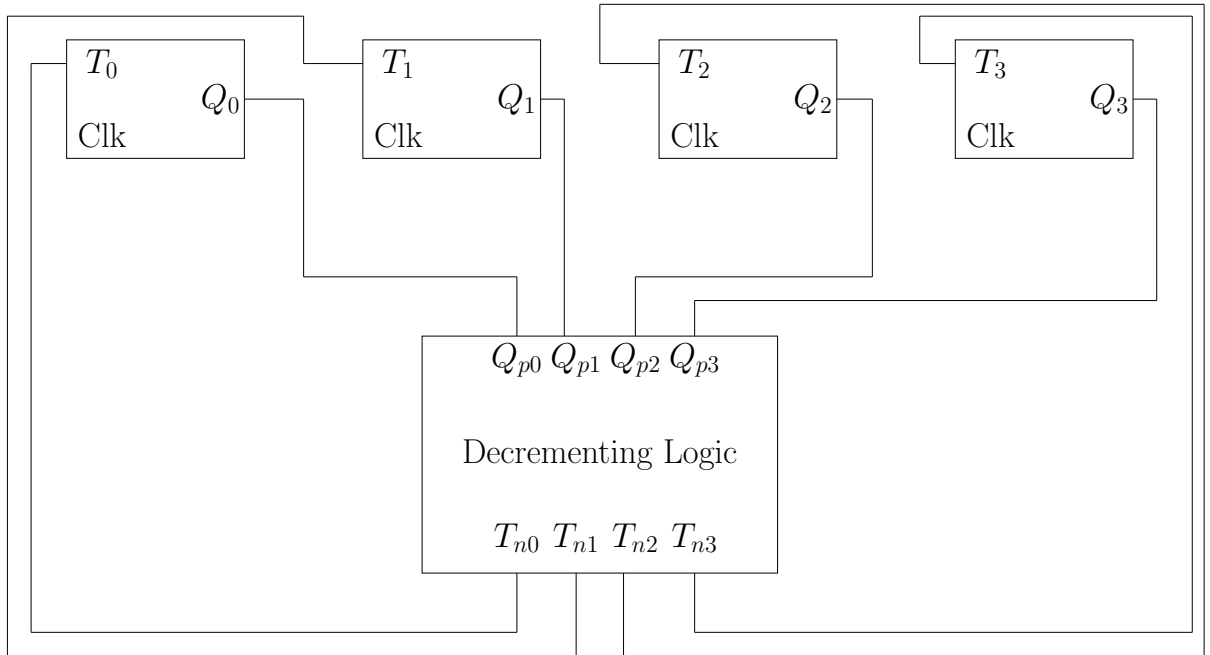 T₀ T₁ T₂ T₃
Q₀ Q₁ Q₂ Q₃
Clk Clk Clk Clk
Qₚ₀ Qₚ₁ Qₚ₂ Qₚ₃
Decrementing Logic
Tₙ₀ Tₙ₁ Tₙ₂ Tₙ₃